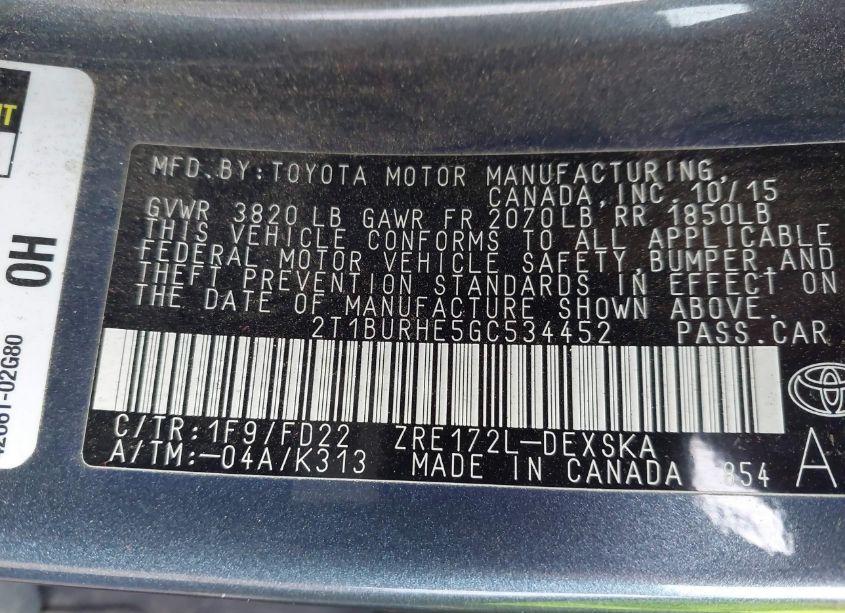 MFD. BY: TOYOTA MOTOR MANUFACTURING,
CANADA, INC. 10/15
GVWR 3820 LB GAWR FR 2070LB, RR 1850LB
THIS VEHICLE CONFORMS TO ALL APPLICABLE
FEDERAL MOTOR VEHICLE SAFETY, BUMPER, AND
THEFT PREVENTION STANDARDS IN EFFECT ON
THE DATE OF MANUFACTURE SHOWN ABOVE.
2T1BURHE5GC534452 PASS.CAR
C/TR: 1F9/FD22 ZRE172L-DEXSKA
A/TM:-04A/K313 MADE IN CANADA 854
A
OH